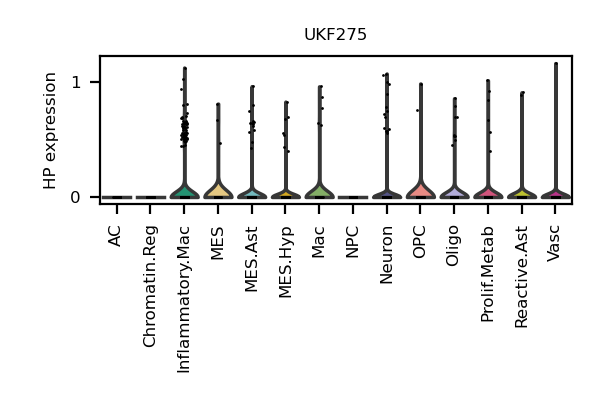 UKF275
HP expression
1
0
AC
Chromatin.Reg
Inflammatory.Mac
MES
MES.Ast
MES.Hyp
Mac
NPC
Neuron
OPC
Oligo
Prolif.Metab
Reactive.Ast
Vasc